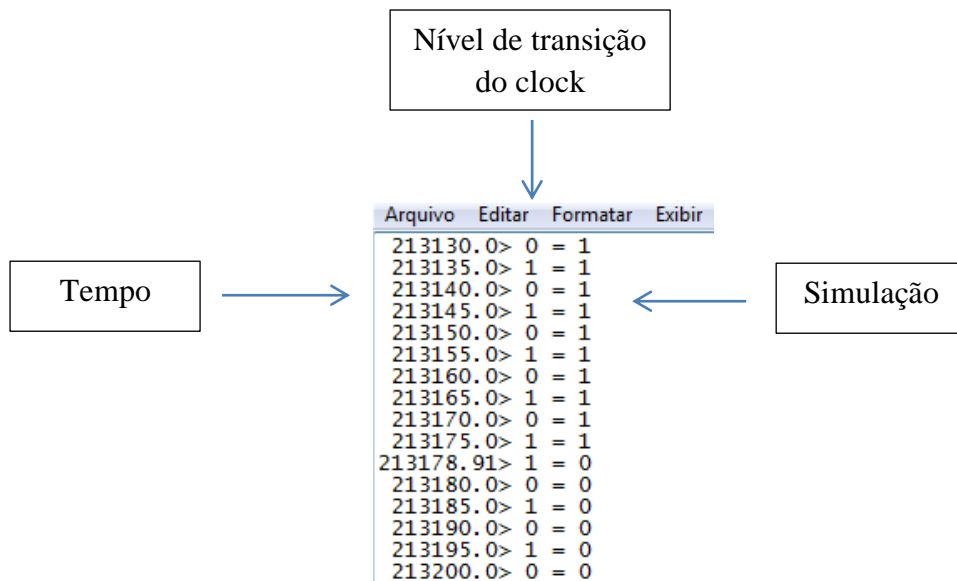 Nível de transição
do clock
Arquivo Editar Formatar Exibir
Tempo
Simulação
213130.0> 0 = 1
213135.0> 1 = 1
213140.0> 0 = 1
213145.0> 1 = 1
213150.0> 0 = 1
213155.0> 1 = 1
213160.0> 0 = 1
213165.0> 1 = 1
213170.0> 0 = 1
213175.0> 1 = 1
213178.91> 1 = 0
213180.0> 0 = 0
213185.0> 1 = 0
213190.0> 0 = 0
213195.0> 1 = 0
213200.0> 0 = 0